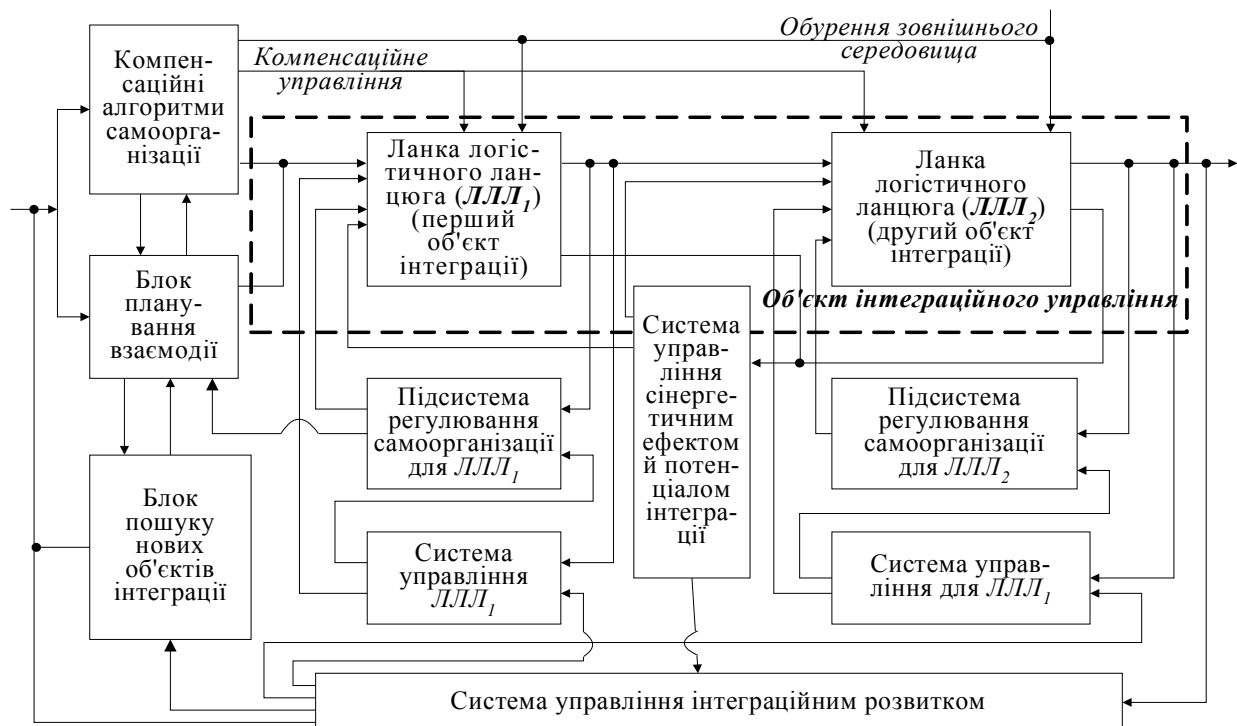 Обурення зовнішнього
середовища
Компенсаційне
управління
Компен-
саційні
алгоритми
самоорга-
нізації
Ланка логіс-
тичного лан-
цюга (ЛЛЛ1)
(перший
об'єкт
інтеграції)
Ланка
логістичного
ланцюга (ЛЛЛ2)
(другий об'єкт
інтеграції)
Об'єкт інтеграційного управління
Блок
плану-
вання
взаємодії
Система
управ-
ління
сінерге-
тичним
ефектом
й потен-
ціалом
інтегра-
ції
Підсистема
регулювання
самоорганізації
для ЛЛЛ1
Підсистема
регулювання
самоорганізації
для ЛЛЛ2
Блок
пошуку
нових
об'єктів
інтеграції
Система
управління
ЛЛЛ1
Система управ-
ління для ЛЛЛ1
Система управління інтеграційним розвитком